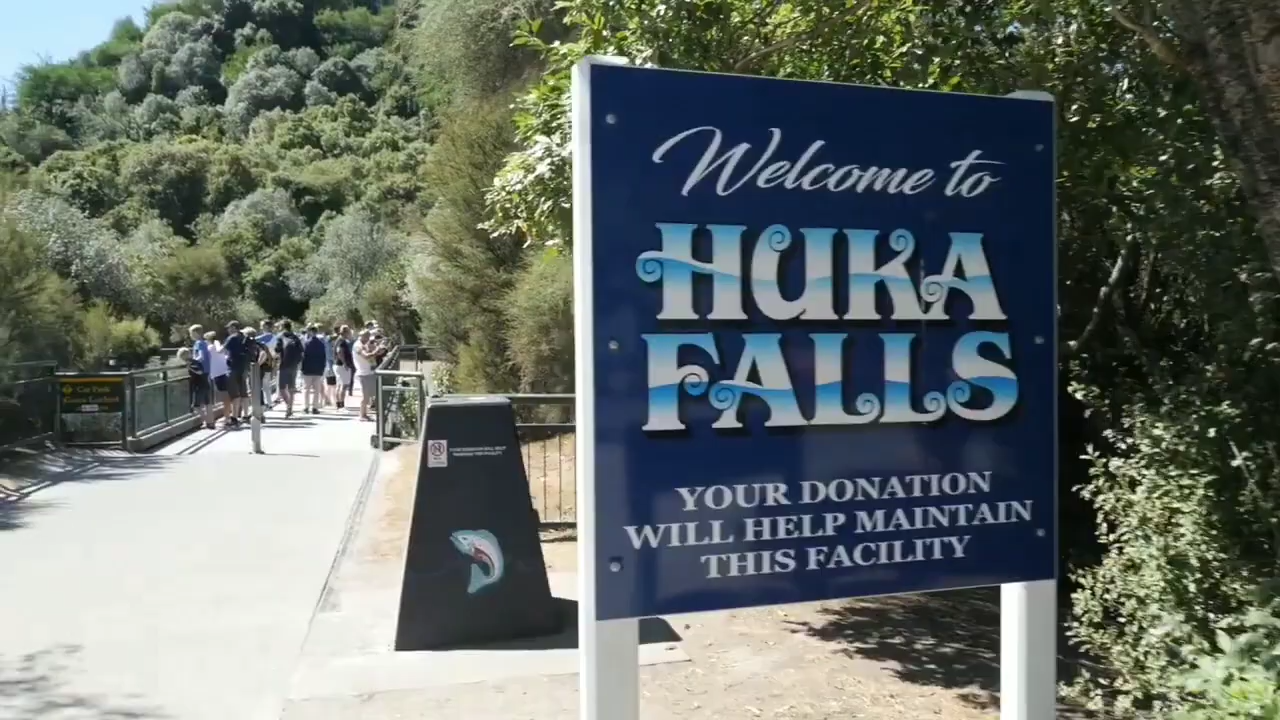 Welcome to
HUKA
FALLS
YOUR DONATION
WILL HELP MAINTAIN
THIS FACILITY
Car Park